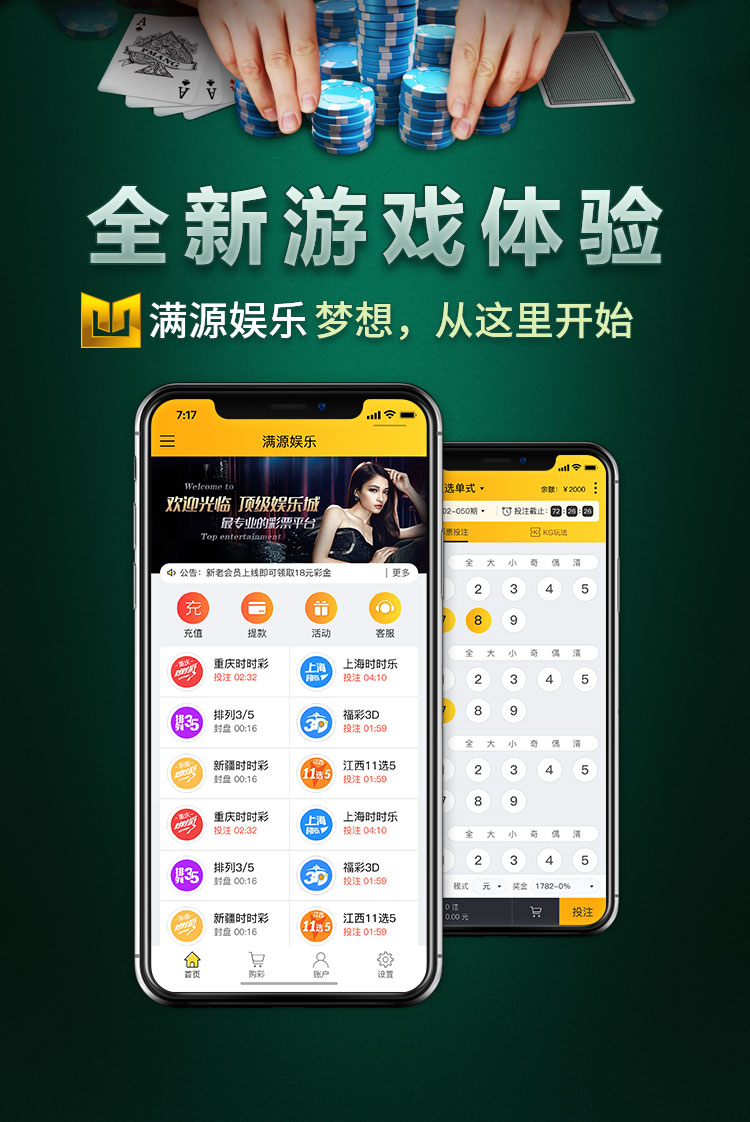 A
YMANG
A
A
全新游戏体验
满源娱乐 梦想，从这里开始
7:17
满源娱乐
Welcome to
欢迎光临 顶级娱乐城
最专业的彩票平台
Top entertainment
公告：新老会员上线即可领取18元彩金 | 更多
充
充值 提款 活动 客服
重庆时时彩 上海时时乐
投注 02:32 投注 04:10
排列3/5 福彩3D
封盘 00:16 投注 01:59
新疆时时彩 江西11选5
封盘 00:16 投注 01:59
重庆时时彩 上海时时乐
投注 02:32 投注 04:10
排列3/5 福彩3D
封盘 00:16 投注 01:59
新疆时时彩 江西11选5
封盘 00:16 投注 01:59
首页 购彩 账户 设置
选单式 余额：￥2000
02-050期 投注截止：72:26:26
票投注 KG玩法
全 大 小 奇 偶 清
2 3 4 5
7 8 9
全 大 小 奇 偶 清
2 3 4 5
7 8 9
全 大 小 奇 偶 清
2 3 4 5
7 8 9
全 大 小 奇 偶 清
2 3 4 5
模式 元 奖金 1782-0%
0 注
0.00 元
投注